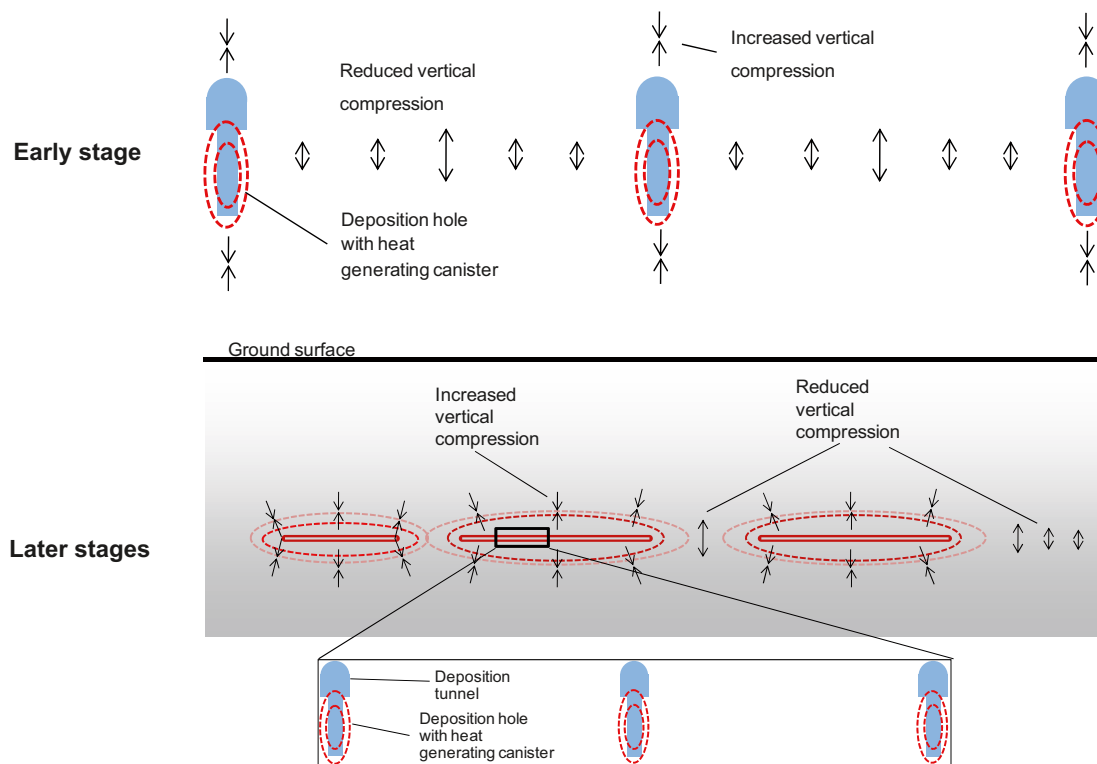 Increased vertical
compression
Reduced vertical
compression
Early stage
Deposition hole
with heat
generating canister
Ground surface
Increased
vertical
compression
Reduced
vertical
compression
Later stages
Deposition
tunnel
Deposition hole
with heat
generating canister